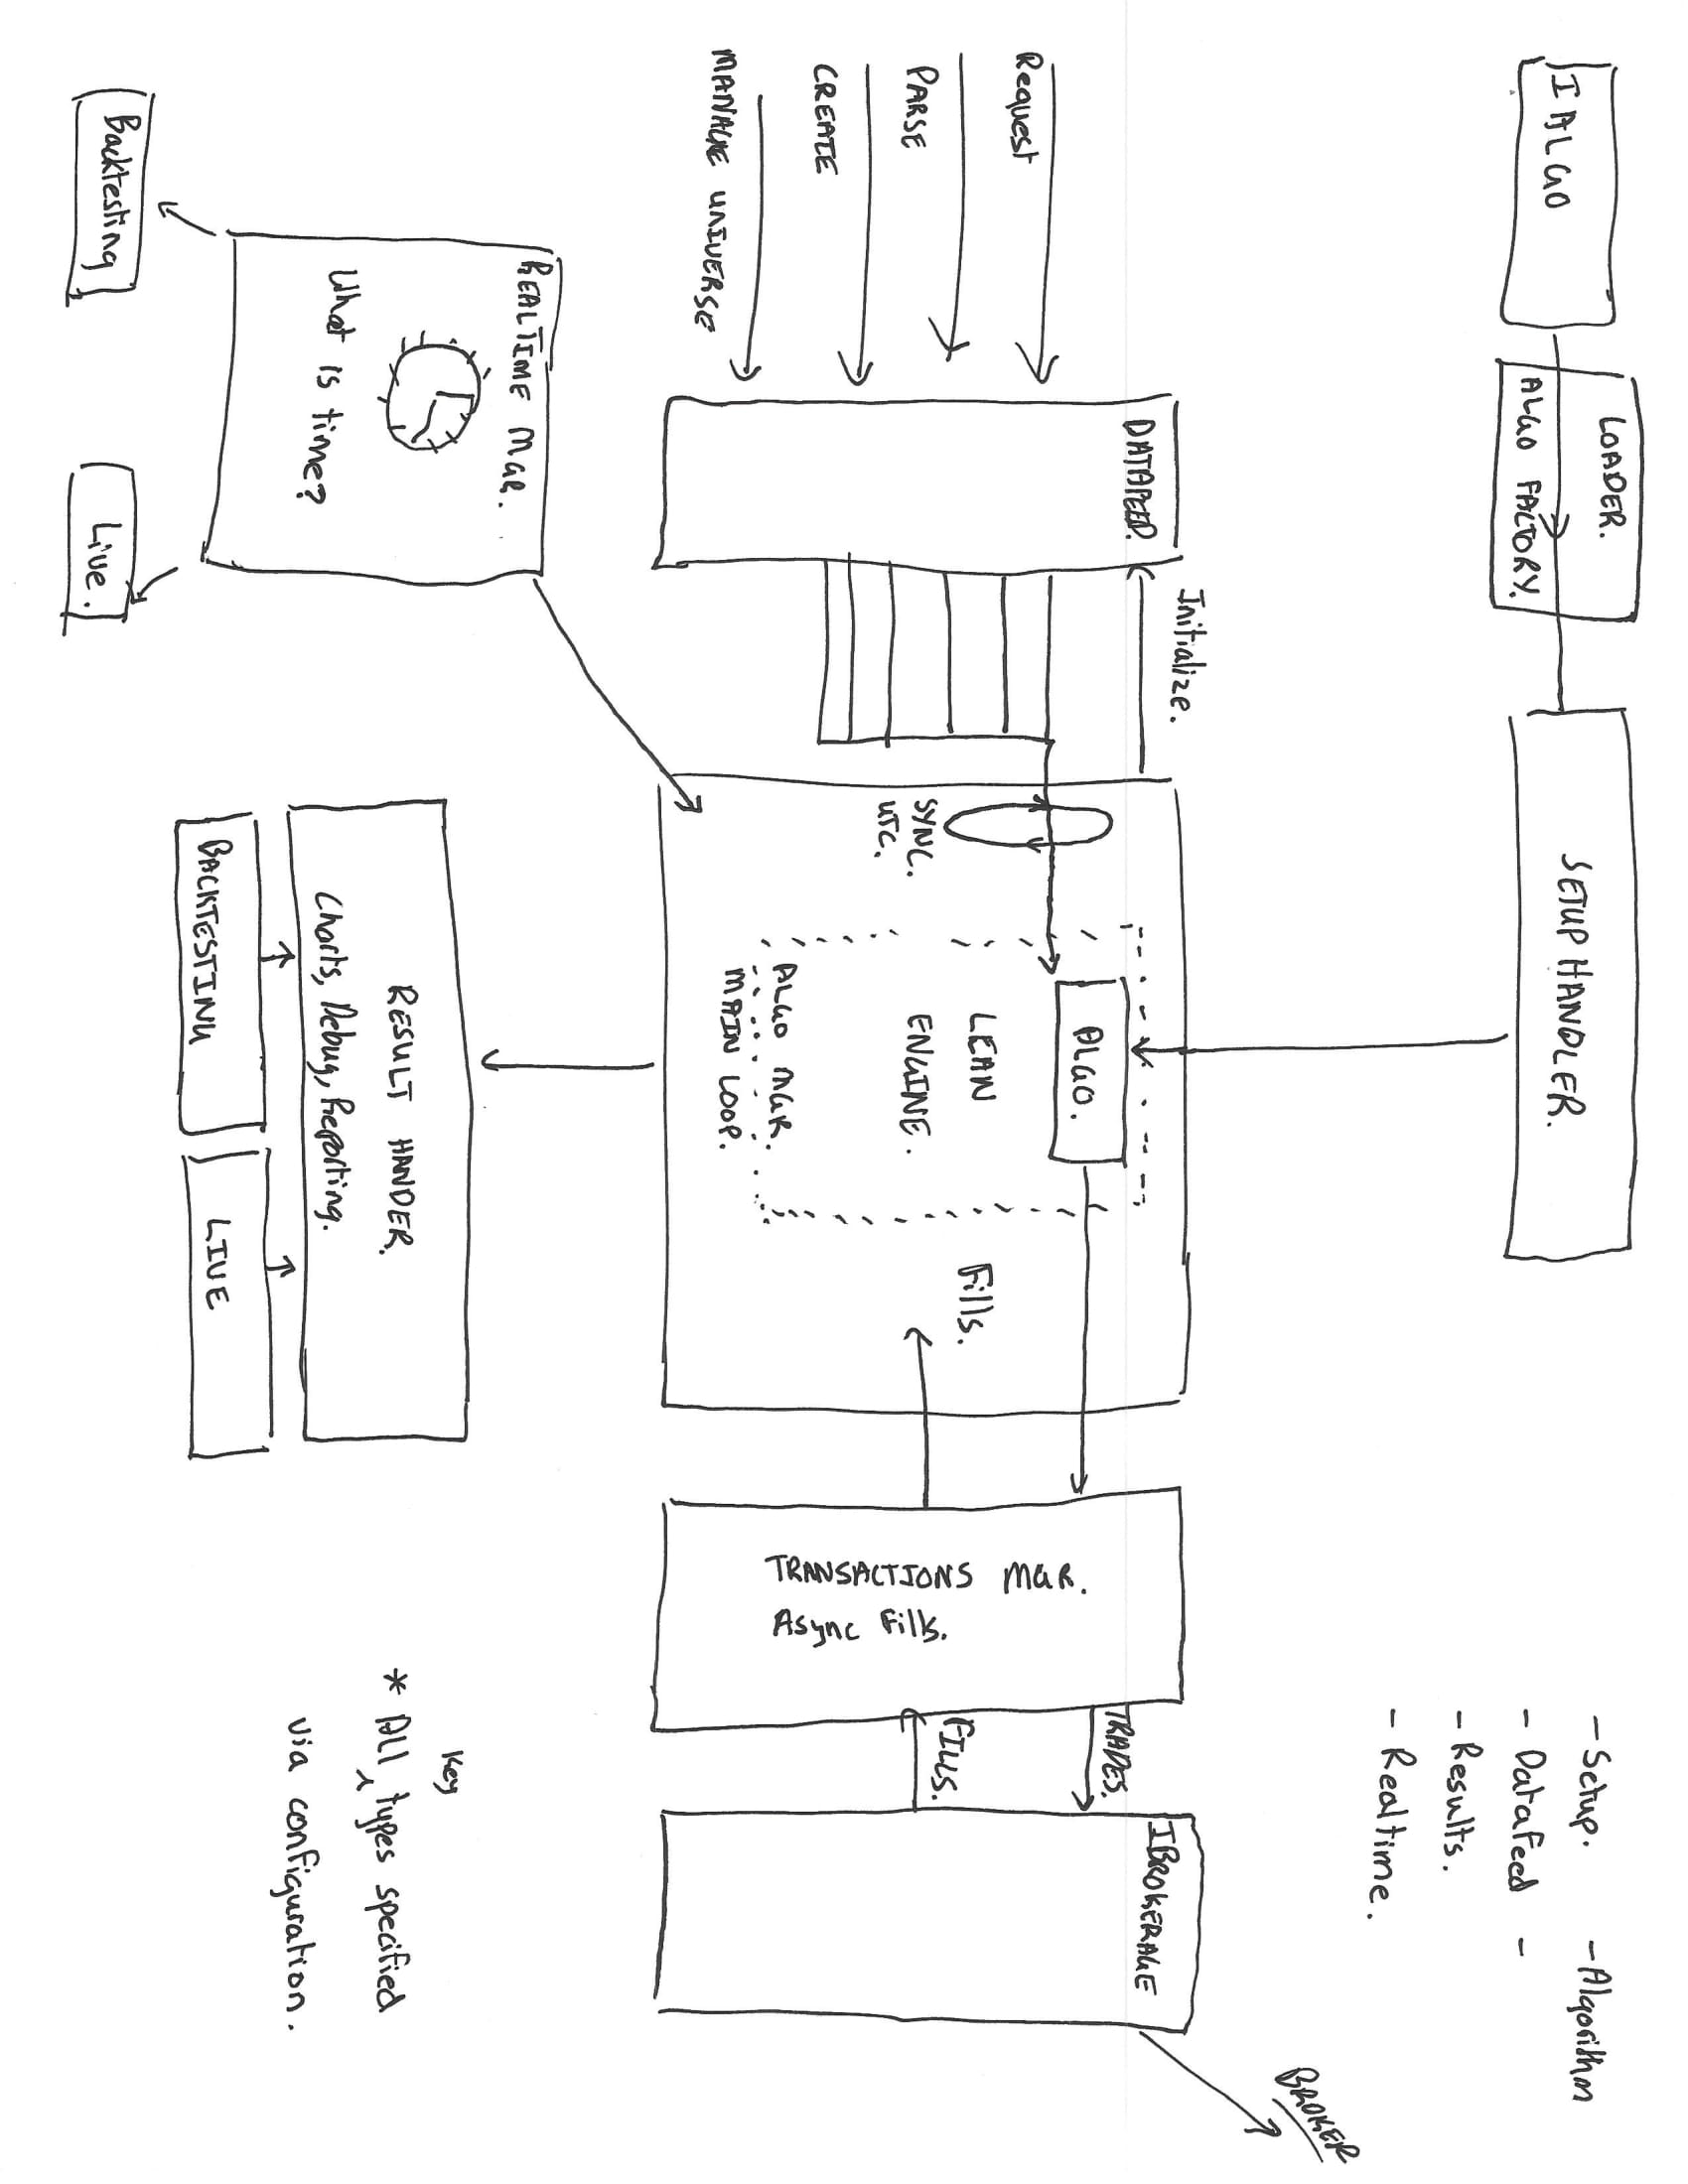 I ALGO
LOADER.
ALGO FACTORY.
SETUP HANDLER.
- Setup.
- Algorithm
- DataFeed
-
- Results.
- Realtime.
BROKER
Initialize.
DATAFEED.
IBROKERAGE
TRADES.
ALGO.
Request
LEAN
ENGINE.
Fills.
FILLS.
PARSE
SYNC.
UTC.
TRANSACTIONS MGR.
Async Fills.
CREATE
ALGO MGR.
MAIN LOOP.
MANAGE UNIVERSE
REALTIME MGR.
What is time?
Backtesting
Live.
RESULT HANDER.
Charts, Debug, Reporting.
BACKTESTING
LIVE
Key
* All types specified
via configuration.